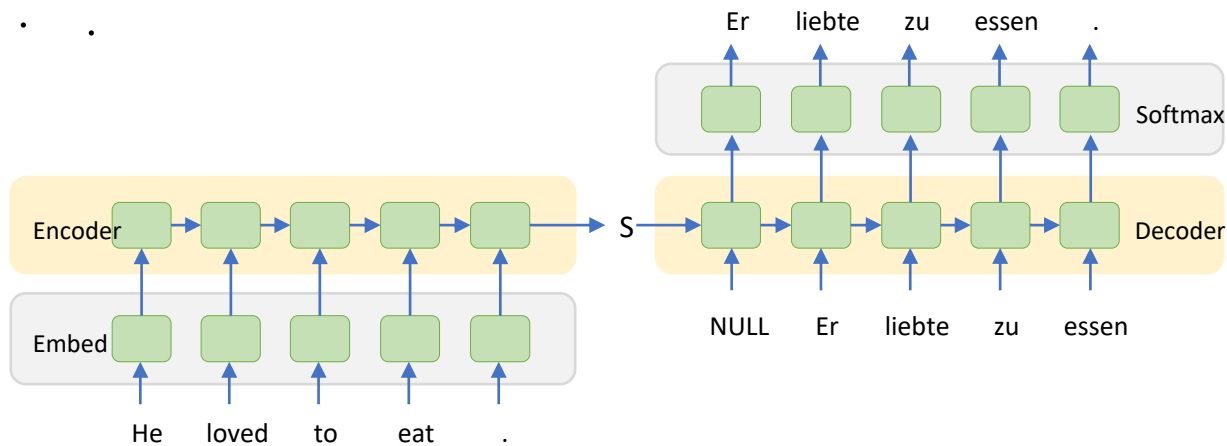 Er liebte zu essen .
Softmax
Encoder S Decoder
NULL Er liebte zu essen
Embed
He loved to eat .